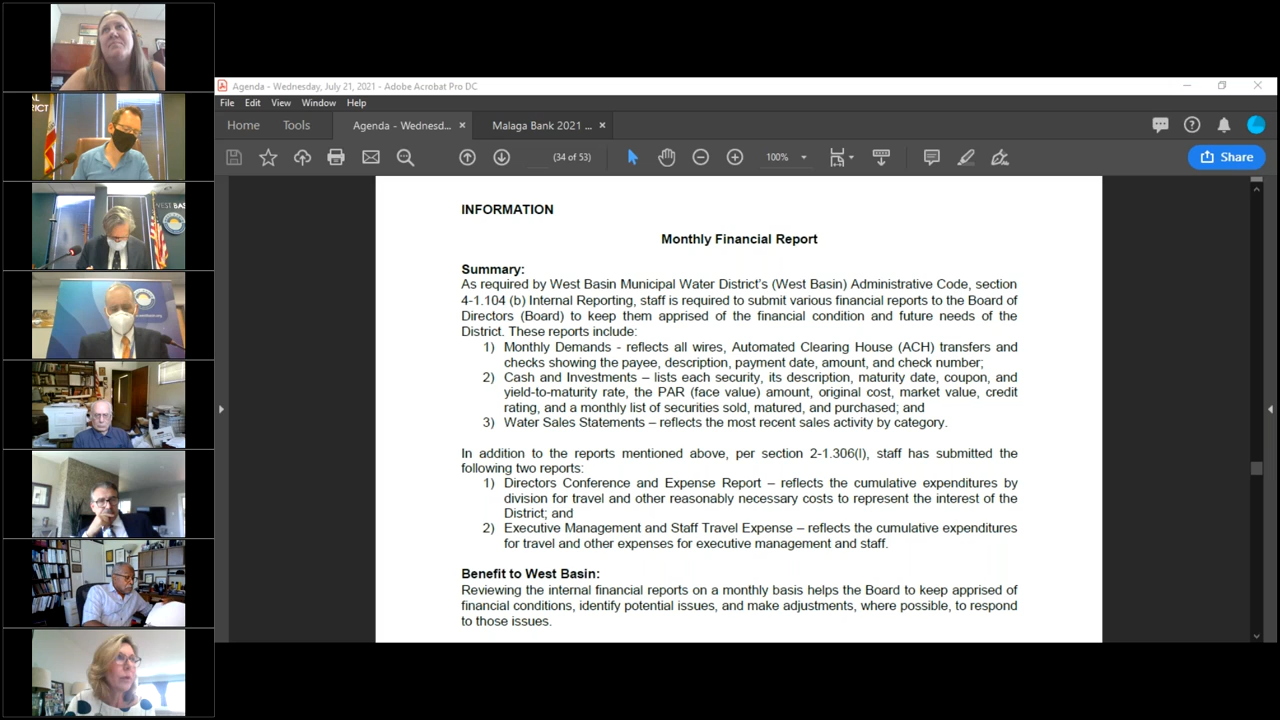 Agenda - Wednesday, July 21, 2021 - Adobe Acrobat Pro DC
File Edit View Window Help
Home Tools Agenda - Wednesd... × Malaga Bank 2021 ... ×
(34 of 53) 100% Share
INFORMATION
Monthly Financial Report
Summary:
As required by West Basin Municipal Water District's (West Basin) Administrative Code, section
4-1.104 (b) Internal Reporting, staff is required to submit various financial reports to the Board of
Directors (Board) to keep them apprised of the financial condition and future needs of the
District. These reports include:
1) Monthly Demands - reflects all wires, Automated Clearing House (ACH) transfers and
checks showing the payee, description, payment date, amount, and check number;
2) Cash and Investments – lists each security, its description, maturity date, coupon, and
yield-to-maturity rate, the PAR (face value) amount, original cost, market value, credit
rating, and a monthly list of securities sold, matured, and purchased; and
3) Water Sales Statements – reflects the most recent sales activity by category.
In addition to the reports mentioned above, per section 2-1.306(I), staff has submitted the
following two reports:
1) Directors Conference and Expense Report – reflects the cumulative expenditures by
division for travel and other reasonably necessary costs to represent the interest of the
District; and
2) Executive Management and Staff Travel Expense – reflects the cumulative expenditures
for travel and other expenses for executive management and staff.
Benefit to West Basin:
Reviewing the internal financial reports on a monthly basis helps the Board to keep apprised of
financial conditions, identify potential issues, and make adjustments, where possible, to respond
to those issues.